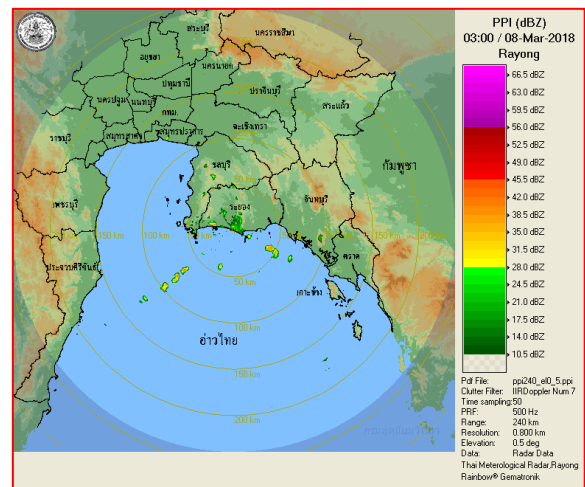 PPI (dBZ)
03:00 / 08-Mar-2018
Rayong
66.5 dBZ
63.0 dBZ
59.5 dBZ
56.0 dBZ
52.5 dBZ
49.0 dBZ
45.5 dBZ
42.0 dBZ
38.5 dBZ
35.0 dBZ
31.5 dBZ
28.0 dBZ
24.5 dBZ
21.0 dBZ
17.5 dBZ
14.0 dBZ
10.5 dBZ
Pdf File: ppi240_el0_5.ppi
Clutter Filter: IIRDoppler Num 7
Time sampling:50
PRF: 500 Hz
Range: 240 km
Resolution: 0.800 km
Elevation: 0.5 deg
Data: Radar Data
Thai Meterological Radar,Rayong
Rainbow® Gematronik
สระบุรี
นครราชสีมา
อยุธยา
นครนายก
ปทุมธานี
ปราจีนบุรี
นครปฐม
นนทบุรี
กทม.
สระแก้ว
สมุทรสาคร
สมุทรปราการ
ฉะเชิงเทรา
ราชบุรี
ชลบุรี
กัมพูชา
เพชรบุรี
ระยอง
จันทบุรี
150 km
100 km
150 km
200 km
ตราด
ประจวบคีรีขันธ์
50 km
เกาะช้าง
100 km
อ่าวไทย
150 km
200 km